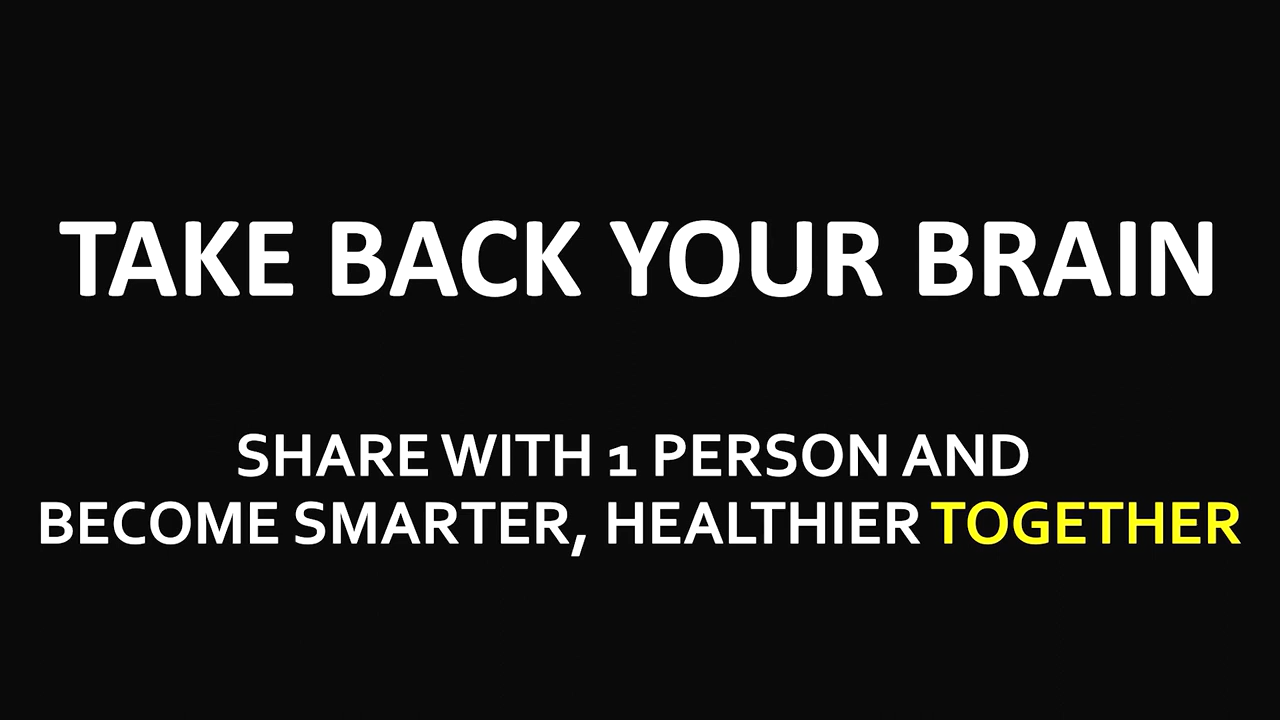 TAKE BACK YOUR BRAIN
SHARE WITH 1 PERSON AND
BECOME SMARTER, HEALTHIER TOGETHER